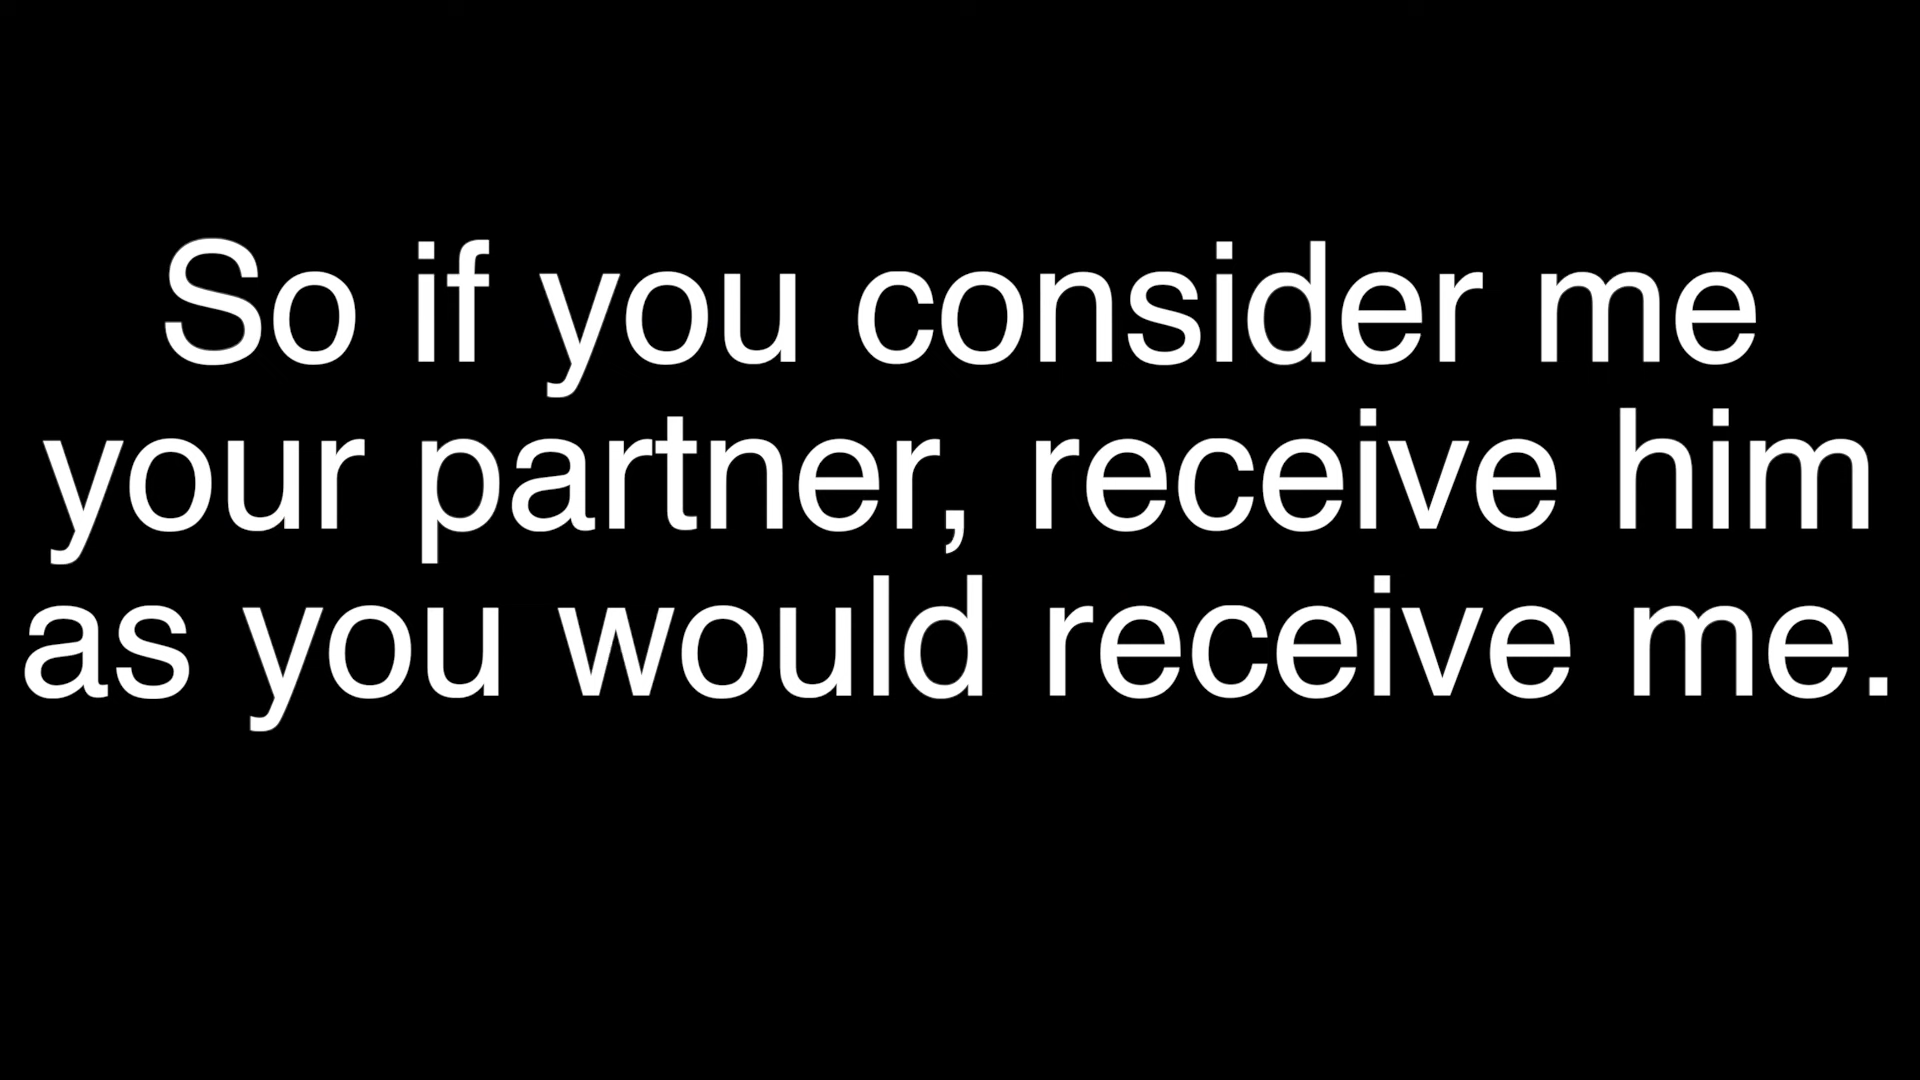 So if you consider me
your partner, receive him
as you would receive me.